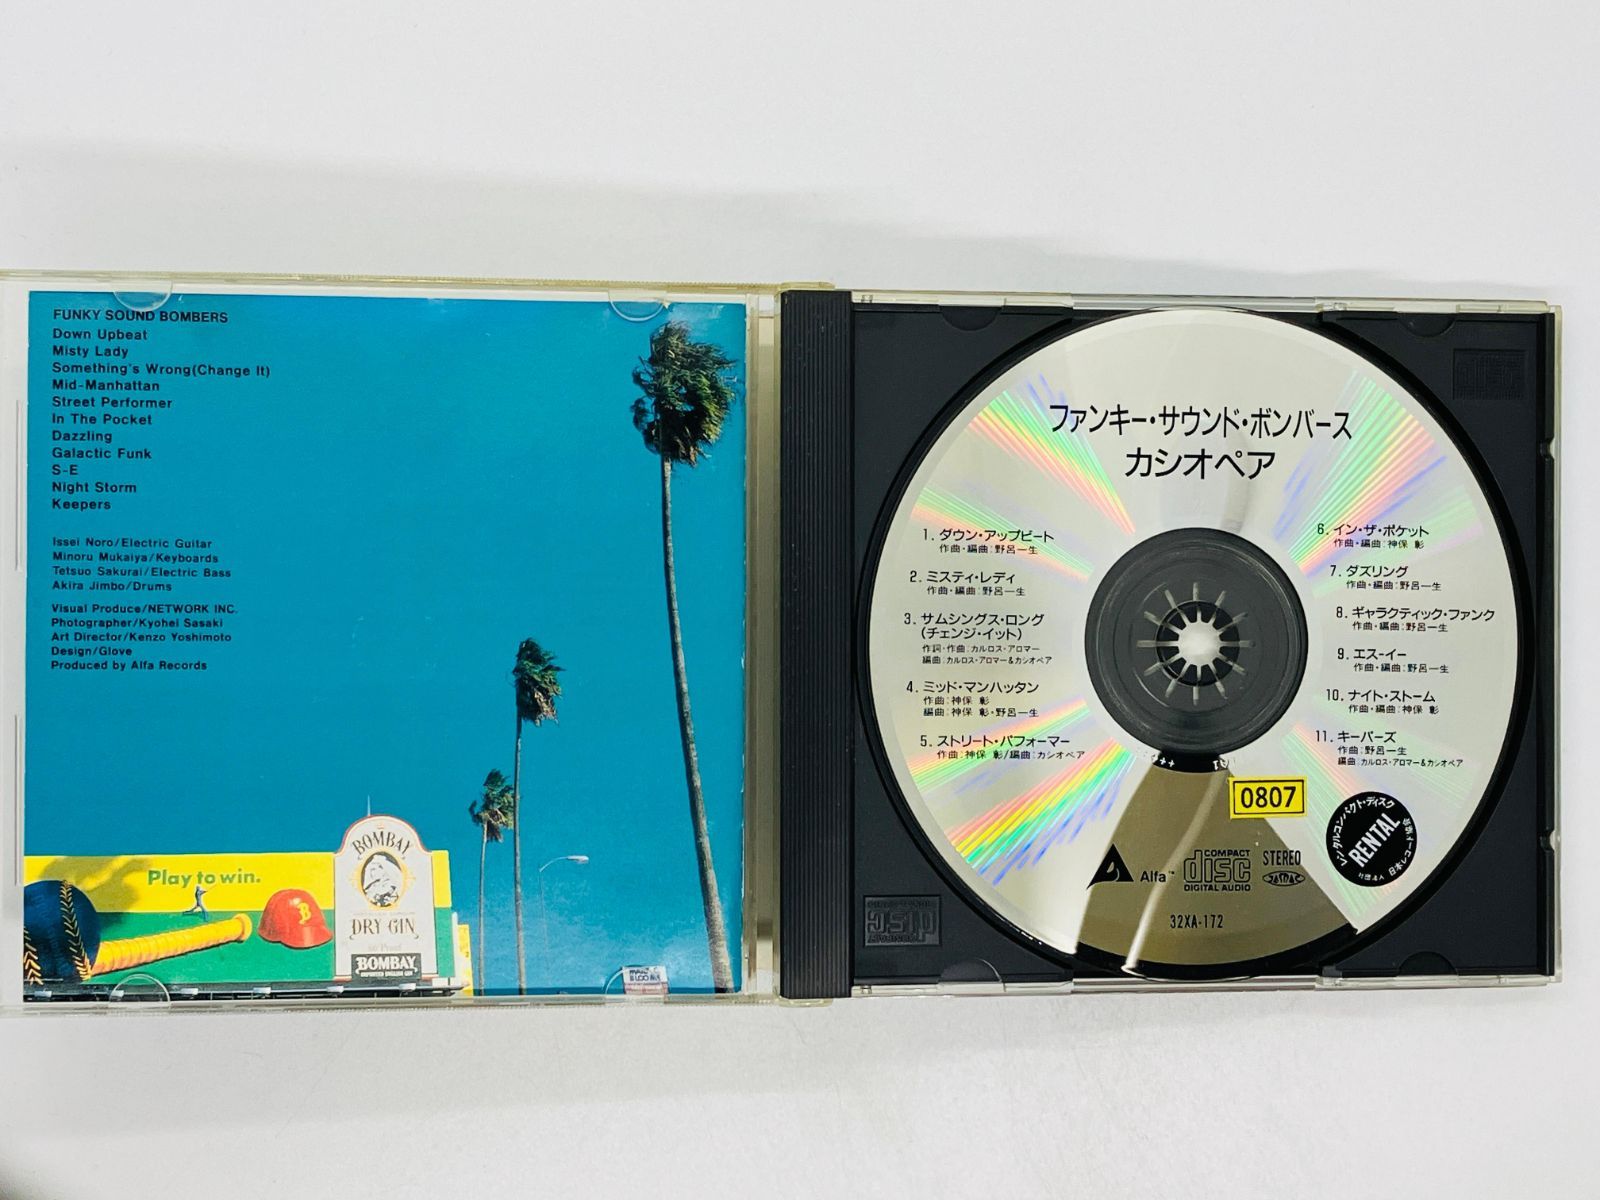 FUNKY SOUND BOMBERS
Down Upbeat
Misty Lady
Something's Wrong(Change It)
Mid-Manhattan
Street Performer
In The Pocket
Dazzling
Galactic Funk
S-E
Night Storm
Keepers
Issei Noro/Electric Guitar
Minoru Mukaiya/Keyboards
Tetsuo Sakurai/Electric Bass
Akira Jimbo/Drums
Visual Produce/NETWORK INC.
Photographer/Kyohei Sasaki
Art Director/Kenzo Yoshimoto
Design/Glove
Produced by Alfa Records
Play to win.
B
BOMBAY
DRY GIN
BOMBAY
ファンキー・サウンド・ボンバース
カシオペア
1. ダウン・アップビート
作曲・編曲:野呂一生
2. ミスティ・レディ
作曲・編曲:野呂一生
3. サムシングス・ロング
(チェンジ・イット)
作詞・作曲:カルロス・アロマー
編曲:カルロス・アロマー&カシオペア
4. ミッド・マンハッタン
作曲:神保 彰
編曲:神保 彰・野呂一生
5. ストリート・パフォーマー
作曲:神保 彰/編曲:カシオペア
6. イン・ザ・ポケット
作曲・編曲:神保 彰
7. ダズリング
作曲・編曲:野呂一生
8. ギャラクティック・ファンク
作曲・編曲:野呂一生
9. エス-イー
作曲・編曲:野呂一生
10. ナイト・ストーム
作曲・編曲:神保 彰
11. キーパーズ
作曲:野呂一生
編曲:カルロス・アロマー&カシオペア
0807
レンタルコンパクト・ディスク
RENTAL
Alfa™
COMPACT
disc
DIGITAL AUDIO
STEREO
JASRAC
32XA-172